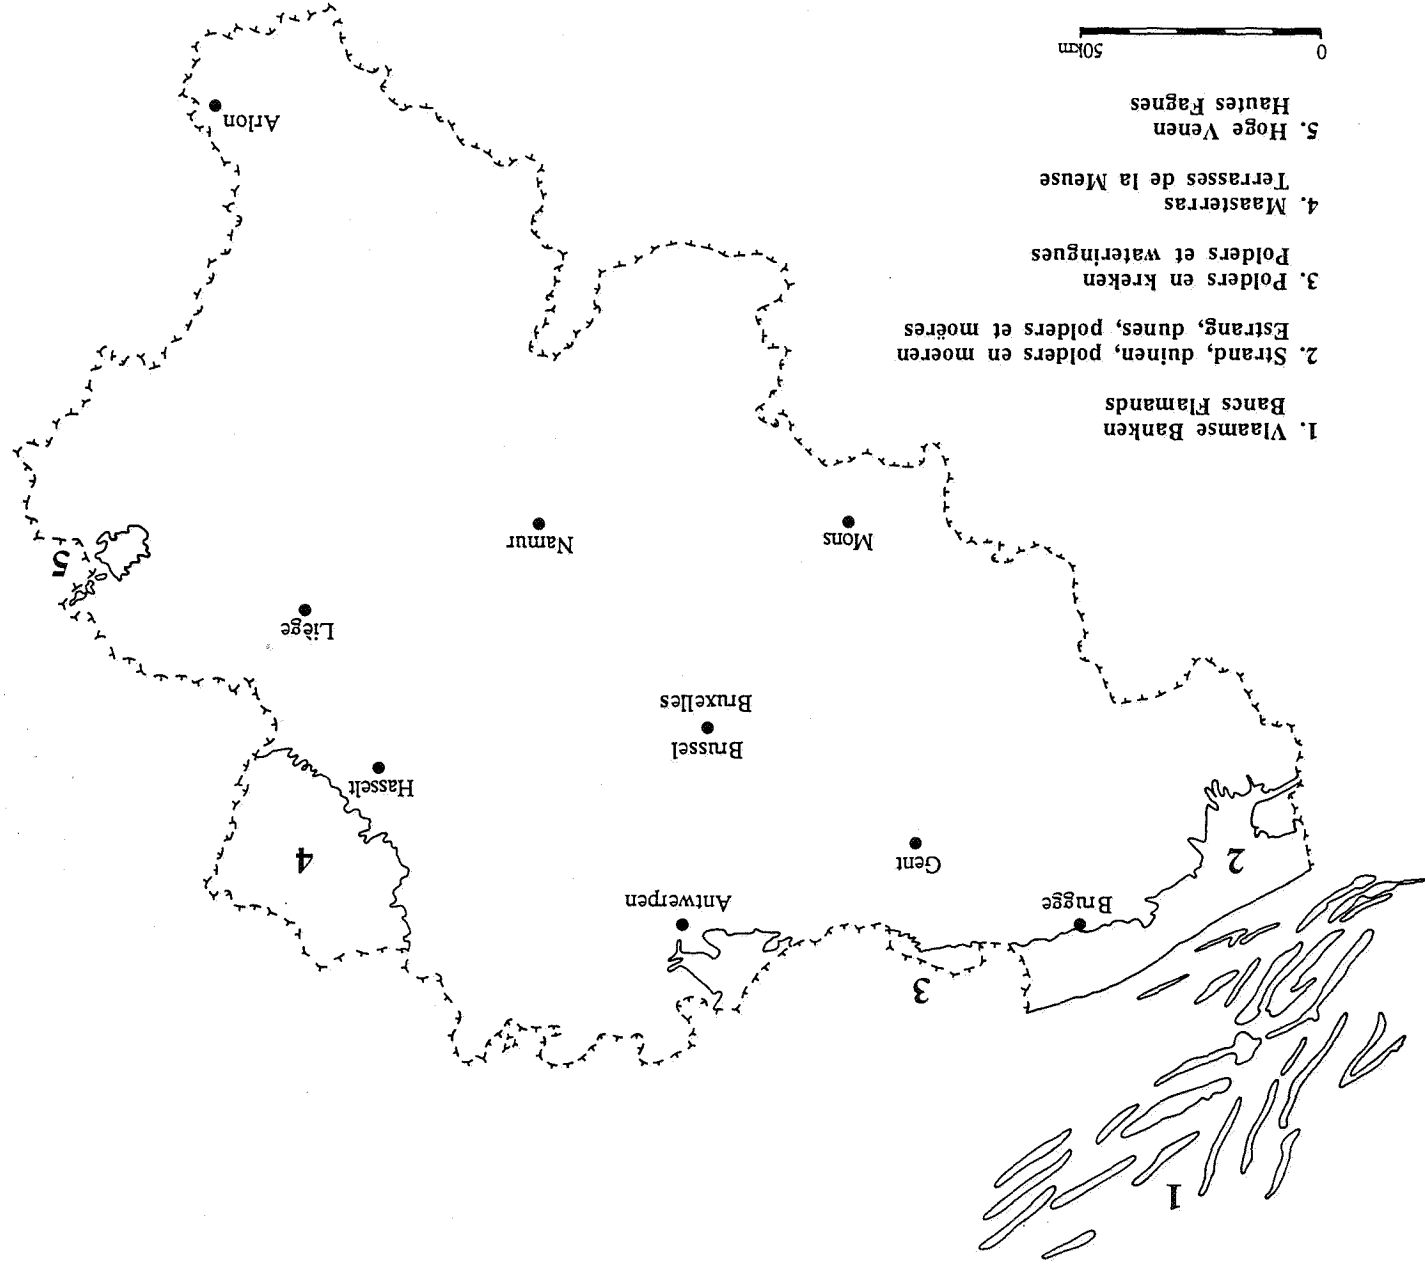 1
2
3
Brugge
Antwerpen
Gent
4
Hasselt
Brussel
Bruxelles
Liège
5
Mons
Namur
Arlon
1. Vlaamse Banken
Bancs Flamands
2. Strand, duinen, polders en moeren
Estrang, dunes, polders et moëres
3. Polders en kreken
Polders et wateringues
4. Maasterras
Terrasses de la Meuse
5. Hoge Venen
Hautes Fagnes
0 50km